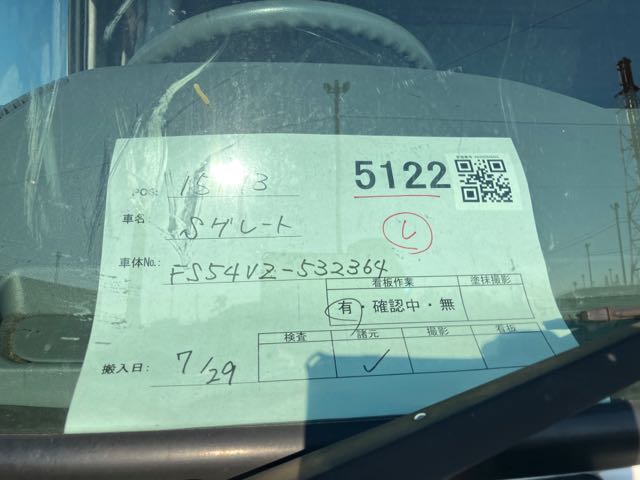 5122
POS:
車名 Sグレート
レ
車体No.: FS54VZ-532364
看板作業 塗抹撮影
有・確認中・無
検査 諸元 撮影 看板
搬入日: 7/29 ✓